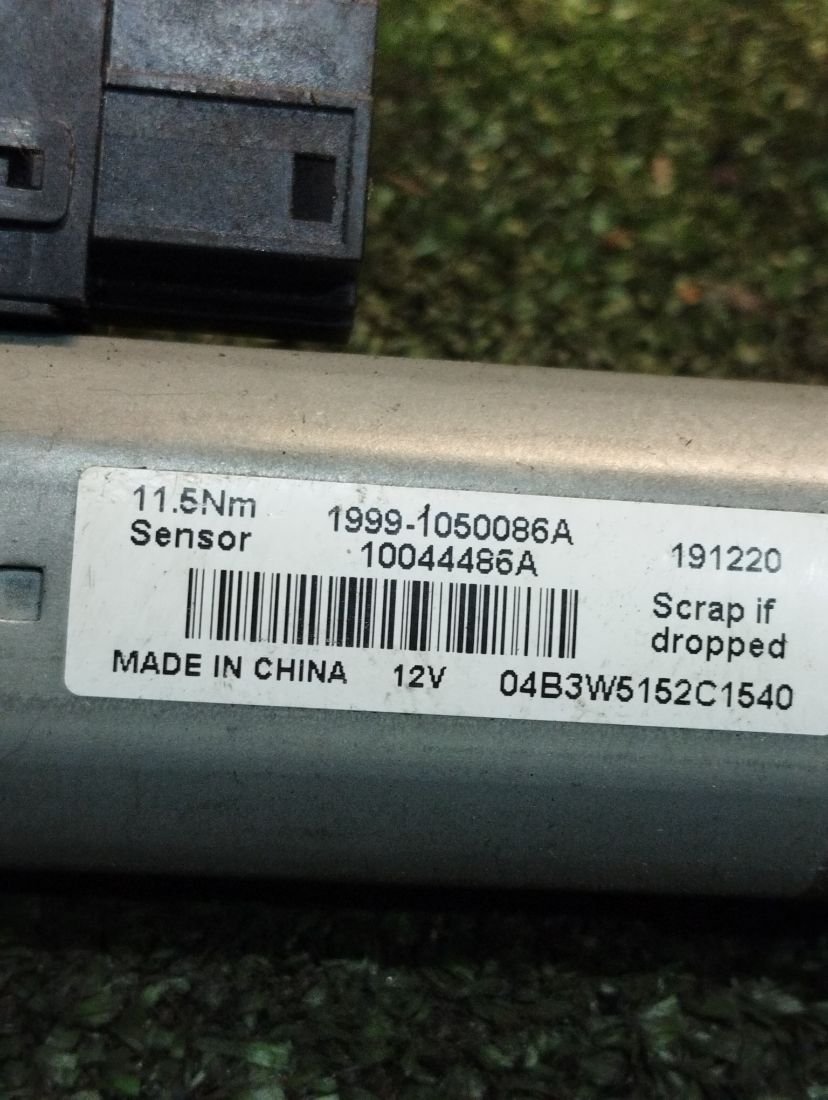 11.5Nm
Sensor
1999-1050086A
10044486A
191220
Scrap if
dropped
MADE IN CHINA
12V
04B3W5152C1540